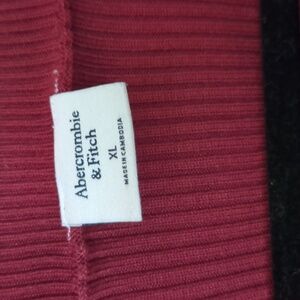 Abercrombie
& Fitch
XL
MADE IN CAMBODIA